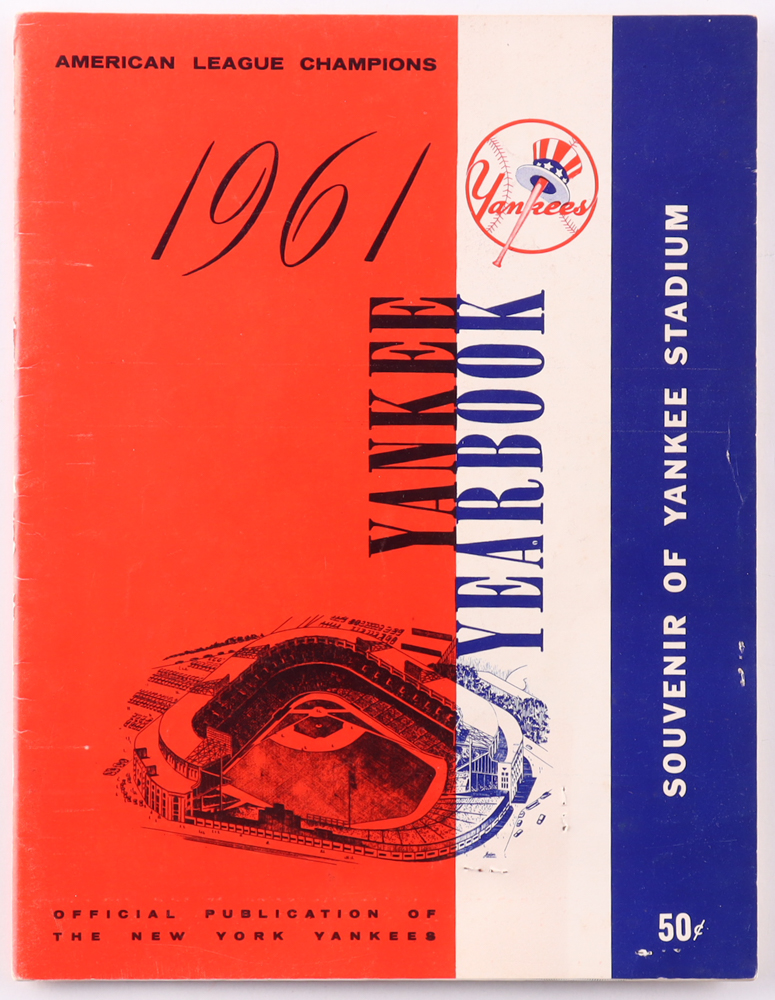 AMERICAN LEAGUE CHAMPIONS
1961
Yankees
YANKEE
YEARBOOK
SOUVENIR OF YANKEE STADIUM
OFFICIAL PUBLICATION OF
THE NEW YORK YANKEES
50¢